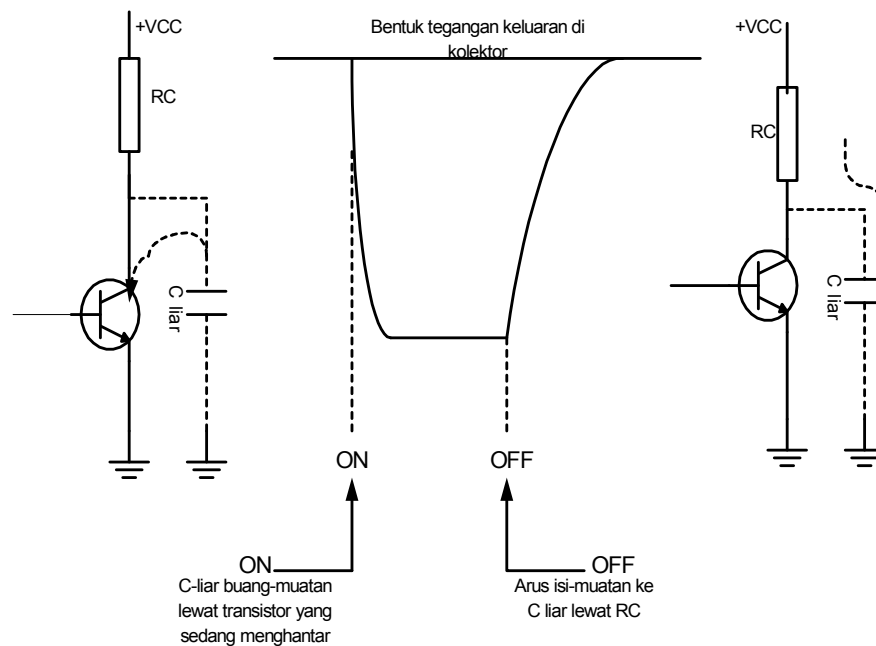 +VCC
RC
C liar
Bentuk tegangan keluaran di
kolektor
+VCC
RC
C liar
ON
OFF
ON
C-liar buang-muatan
lewat transistor yang
sedang menghantar
OFF
Arus isi-muatan ke
C liar lewat RC